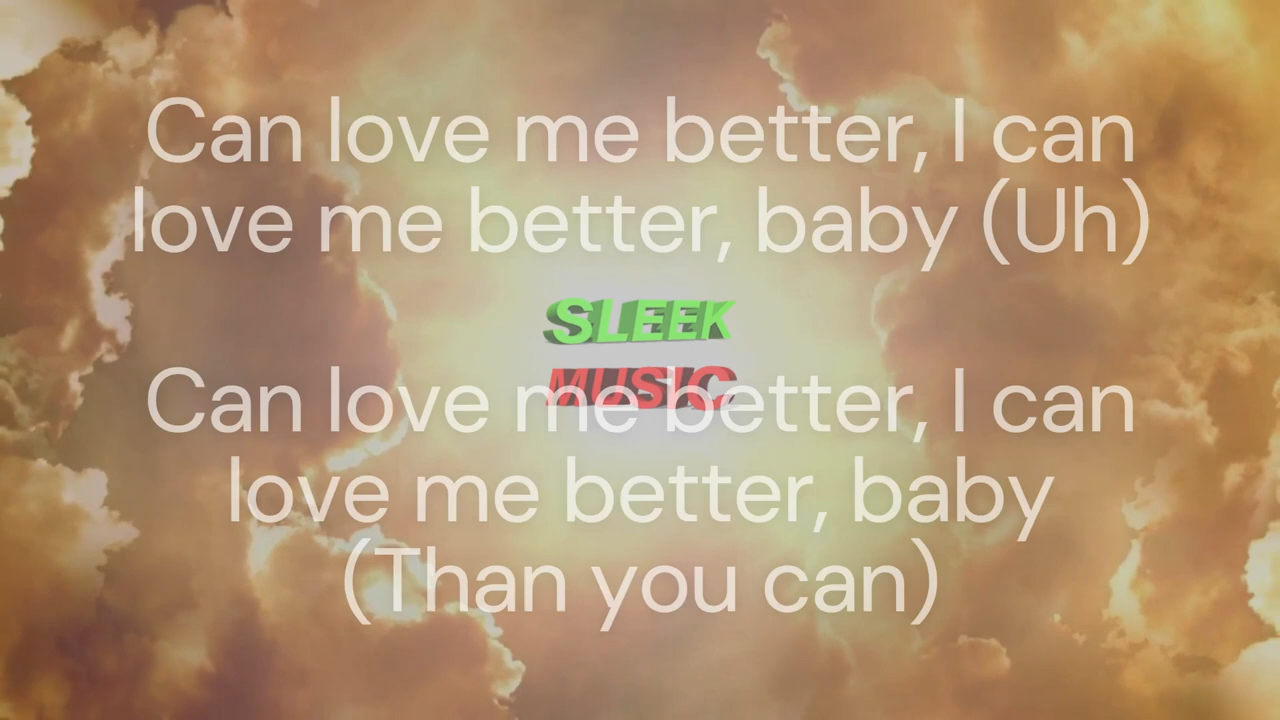 Can love me better, I can
love me better, baby (Uh)
SLEEK
MUSIC
Can love me better, I can
love me better, baby
(Than you can)